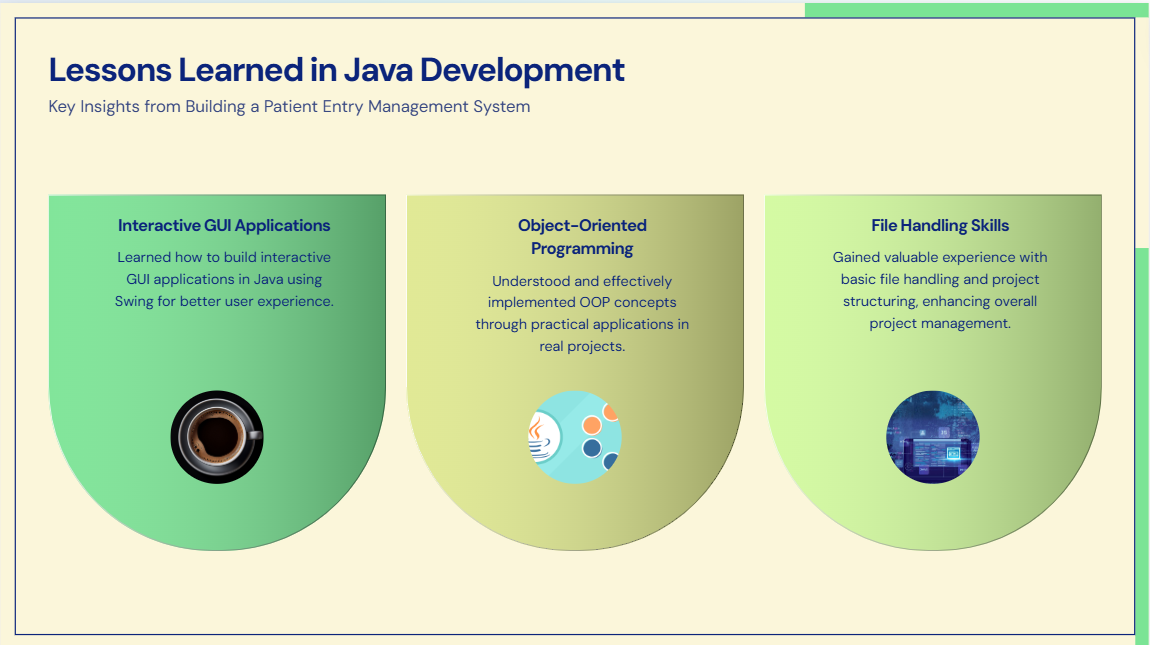 Lessons Learned in Java Development
Key Insights from Building a Patient Entry Management System
Interactive GUI Applications
Learned how to build interactive
GUI applications in Java using
Swing for better user experience.
Object-Oriented
Programming
Understood and effectively
implemented OOP concepts
through practical applications in
real projects.
File Handling Skills
Gained valuable experience with
basic file handling and project
structuring, enhancing overall
project management.